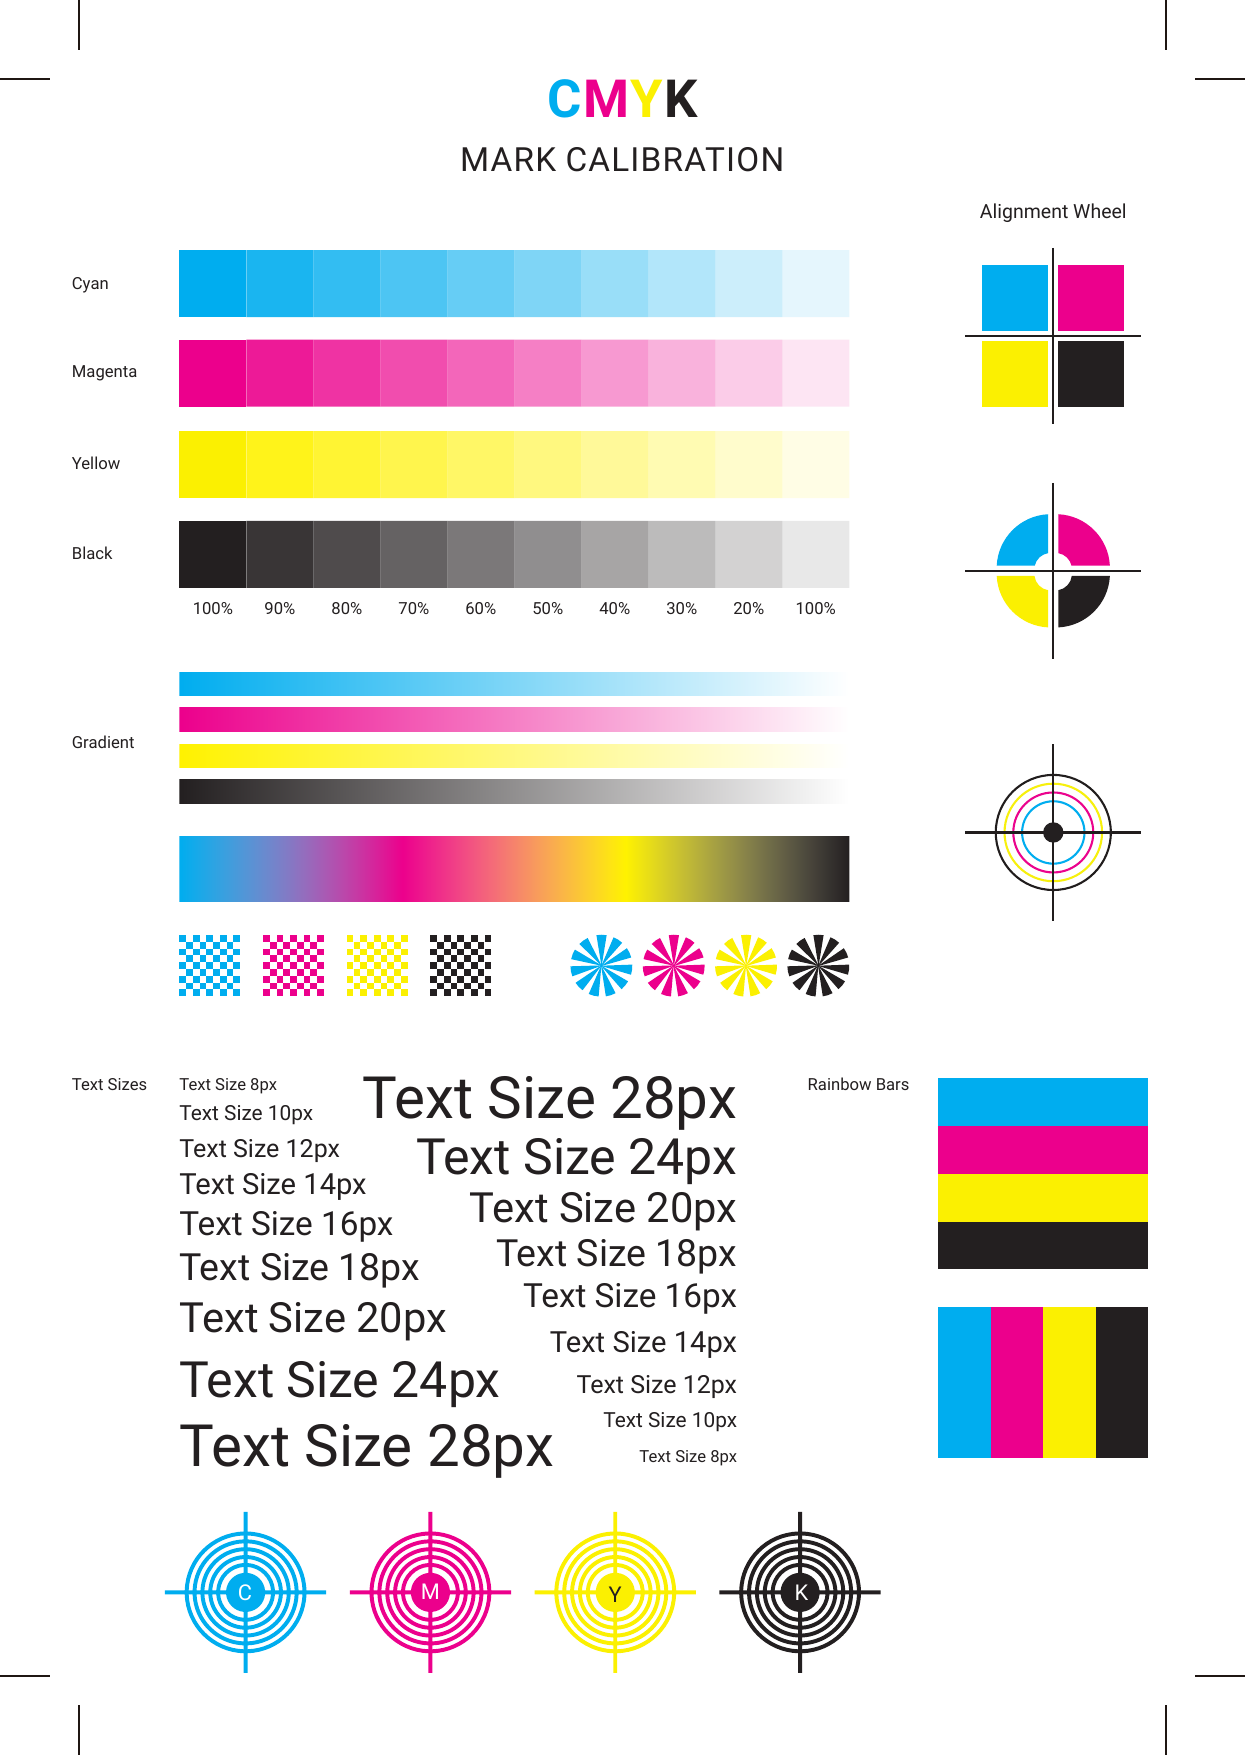 CMYK
MARK CALIBRATION
Alignment Wheel
Cyan
Magenta
Yellow
Black
100% 90% 80% 70% 60% 50% 40% 30% 20% 100%
Gradient
Text Sizes
Text Size 8px
Text Size 10px
Text Size 12px
Text Size 14px
Text Size 16px
Text Size 18px
Text Size 20px
Text Size 24px
Text Size 28px
Text Size 28px
Text Size 24px
Text Size 20px
Text Size 18px
Text Size 16px
Text Size 14px
Text Size 12px
Text Size 10px
Text Size 8px
Rainbow Bars
C M Y K